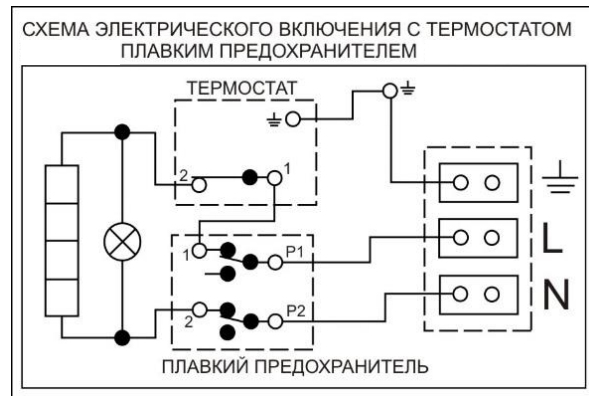 СХЕМА ЭЛЕКТРИЧЕСКОГО ВКЛЮЧЕНИЯ С ТЕРМОСТАТОМ
ПЛАВКИМ ПРЕДОХРАНИТЕЛЕМ
ТЕРМОСТАТ
2
1
1
P1
L
2
P2
N
ПЛАВКИЙ ПРЕДОХРАНИТЕЛЬ